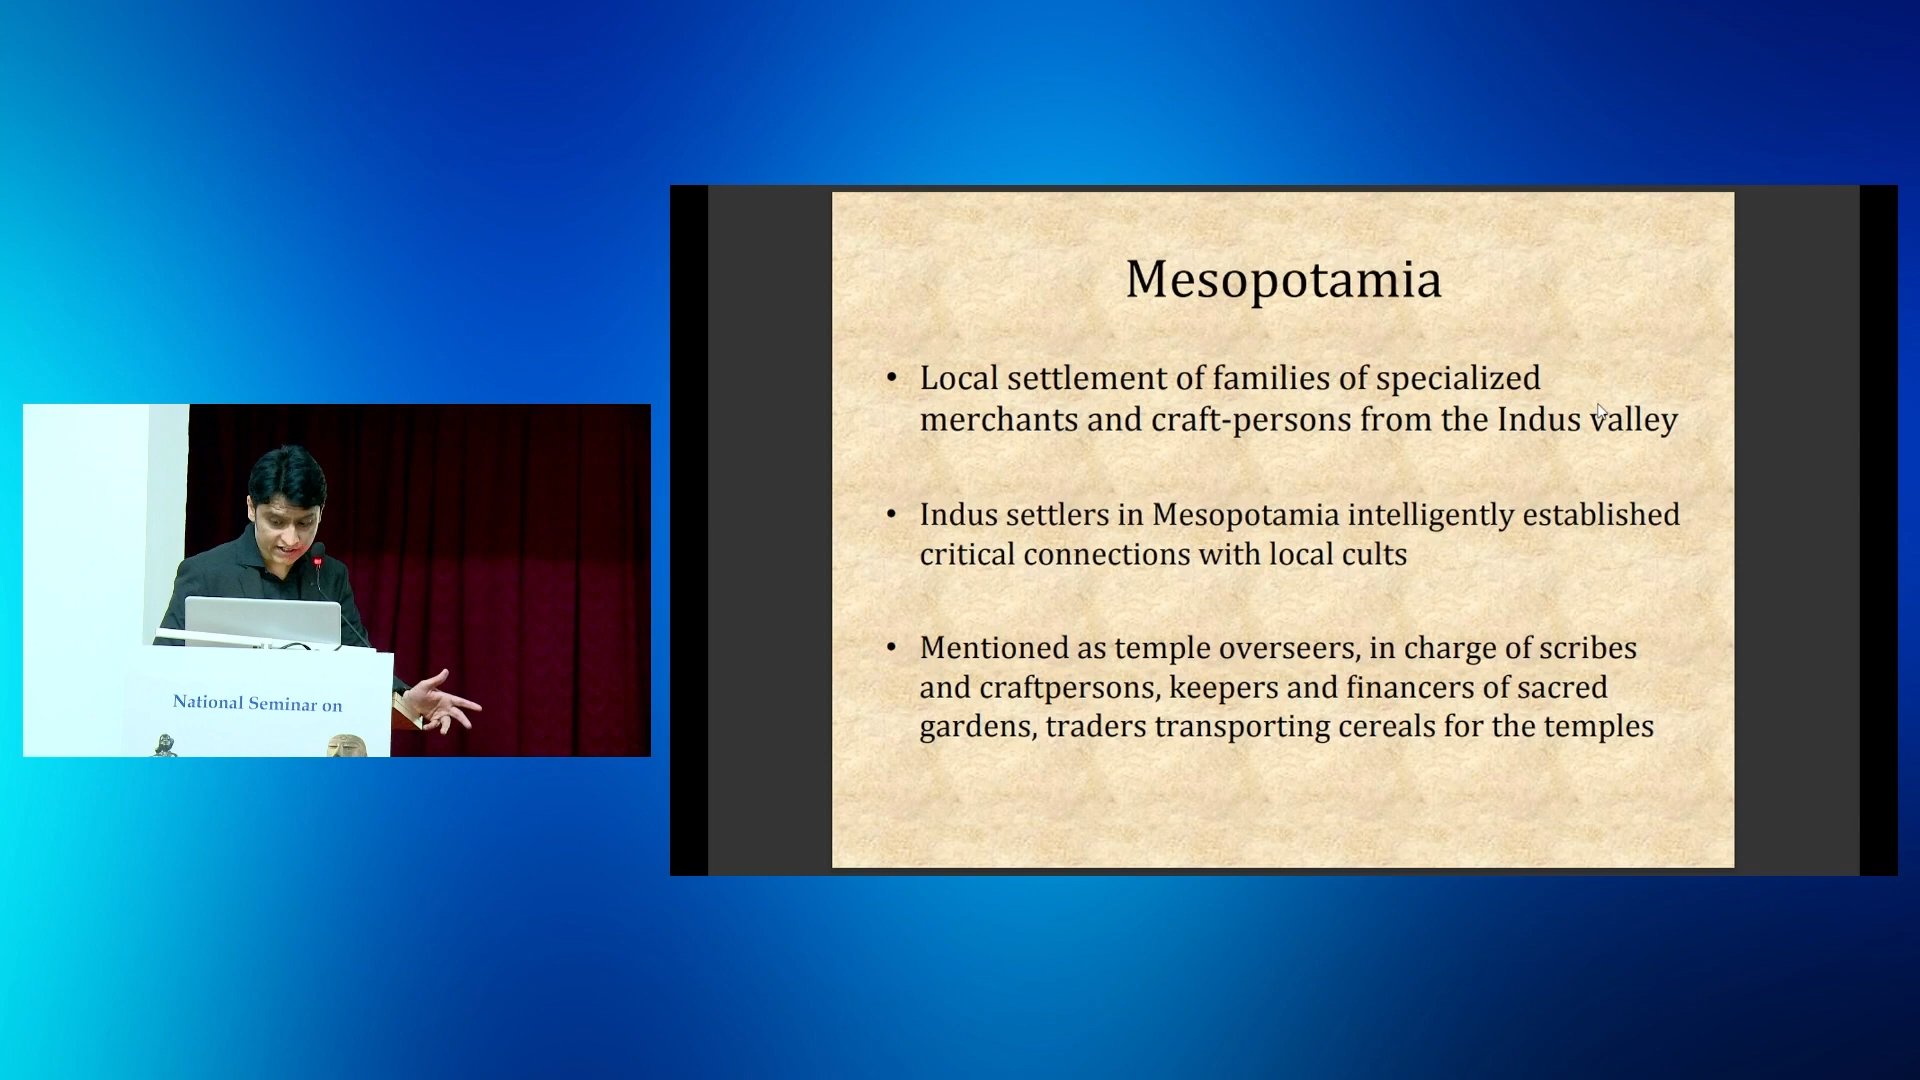 National Seminar on
Mesopotamia
• Local settlement of families of specialized
merchants and craft-persons from the Indus valley
• Indus settlers in Mesopotamia intelligently established
critical connections with local cults
• Mentioned as temple overseers, in charge of scribes
and craftpersons, keepers and financers of sacred
gardens, traders transporting cereals for the temples